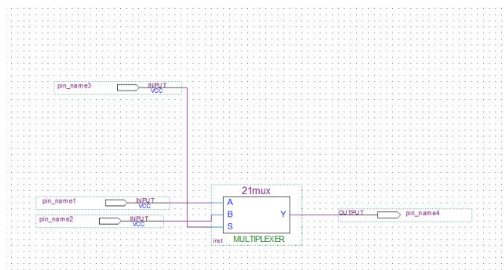 pin_name3 INPUT
VCC
21mux
pin_name1 INPUT
VCC
A
B Y
S
OUTPUT pin_name4
pin_name2 INPUT
VCC
inst MULTIPLEXER